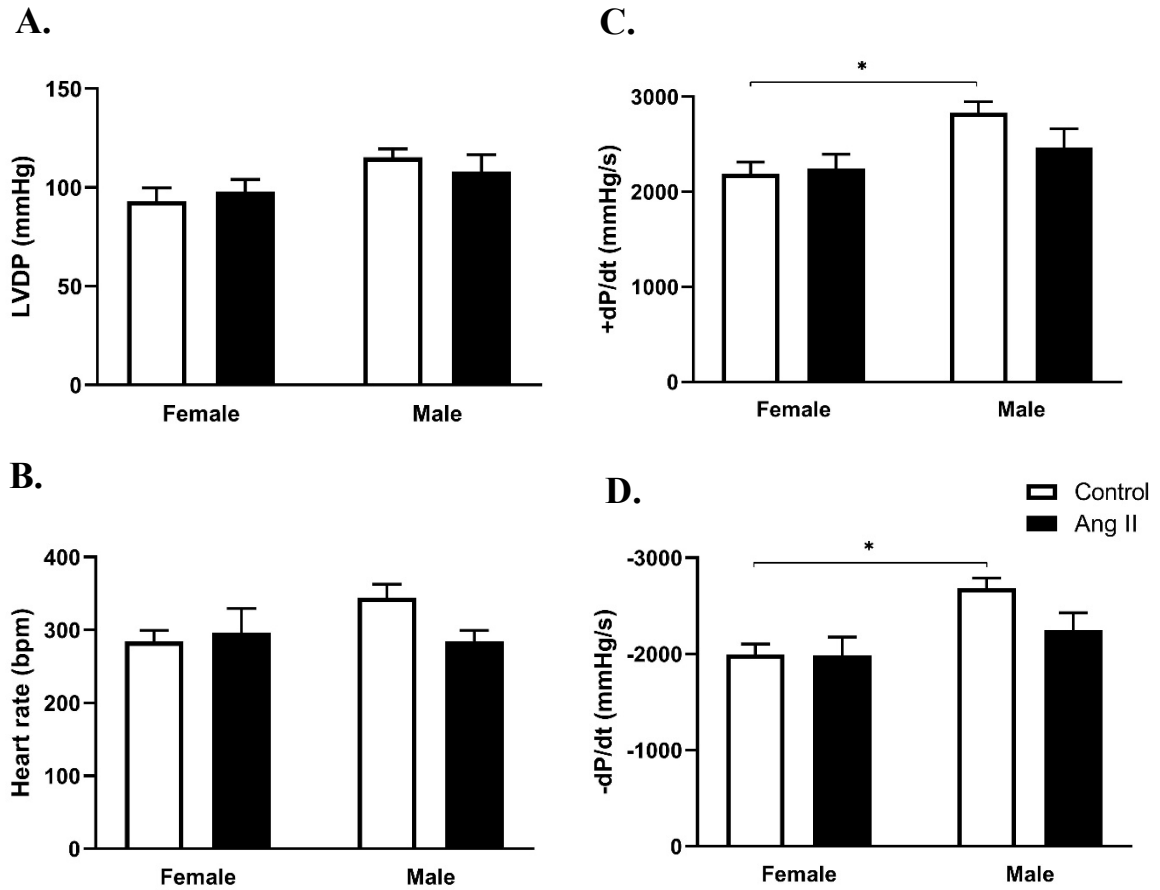 A.
LVDP (mmHg)
150
100
50
0
Female Male
C.
*
+dP/dt (mmHg/s)
3000
2000
1000
0
Female Male
B.
Heart rate (bpm)
400
300
200
100
0
Female Male
D.
Control
Ang II
*
-dP/dt (mmHg/s)
-3000
-2000
-1000
0
Female Male